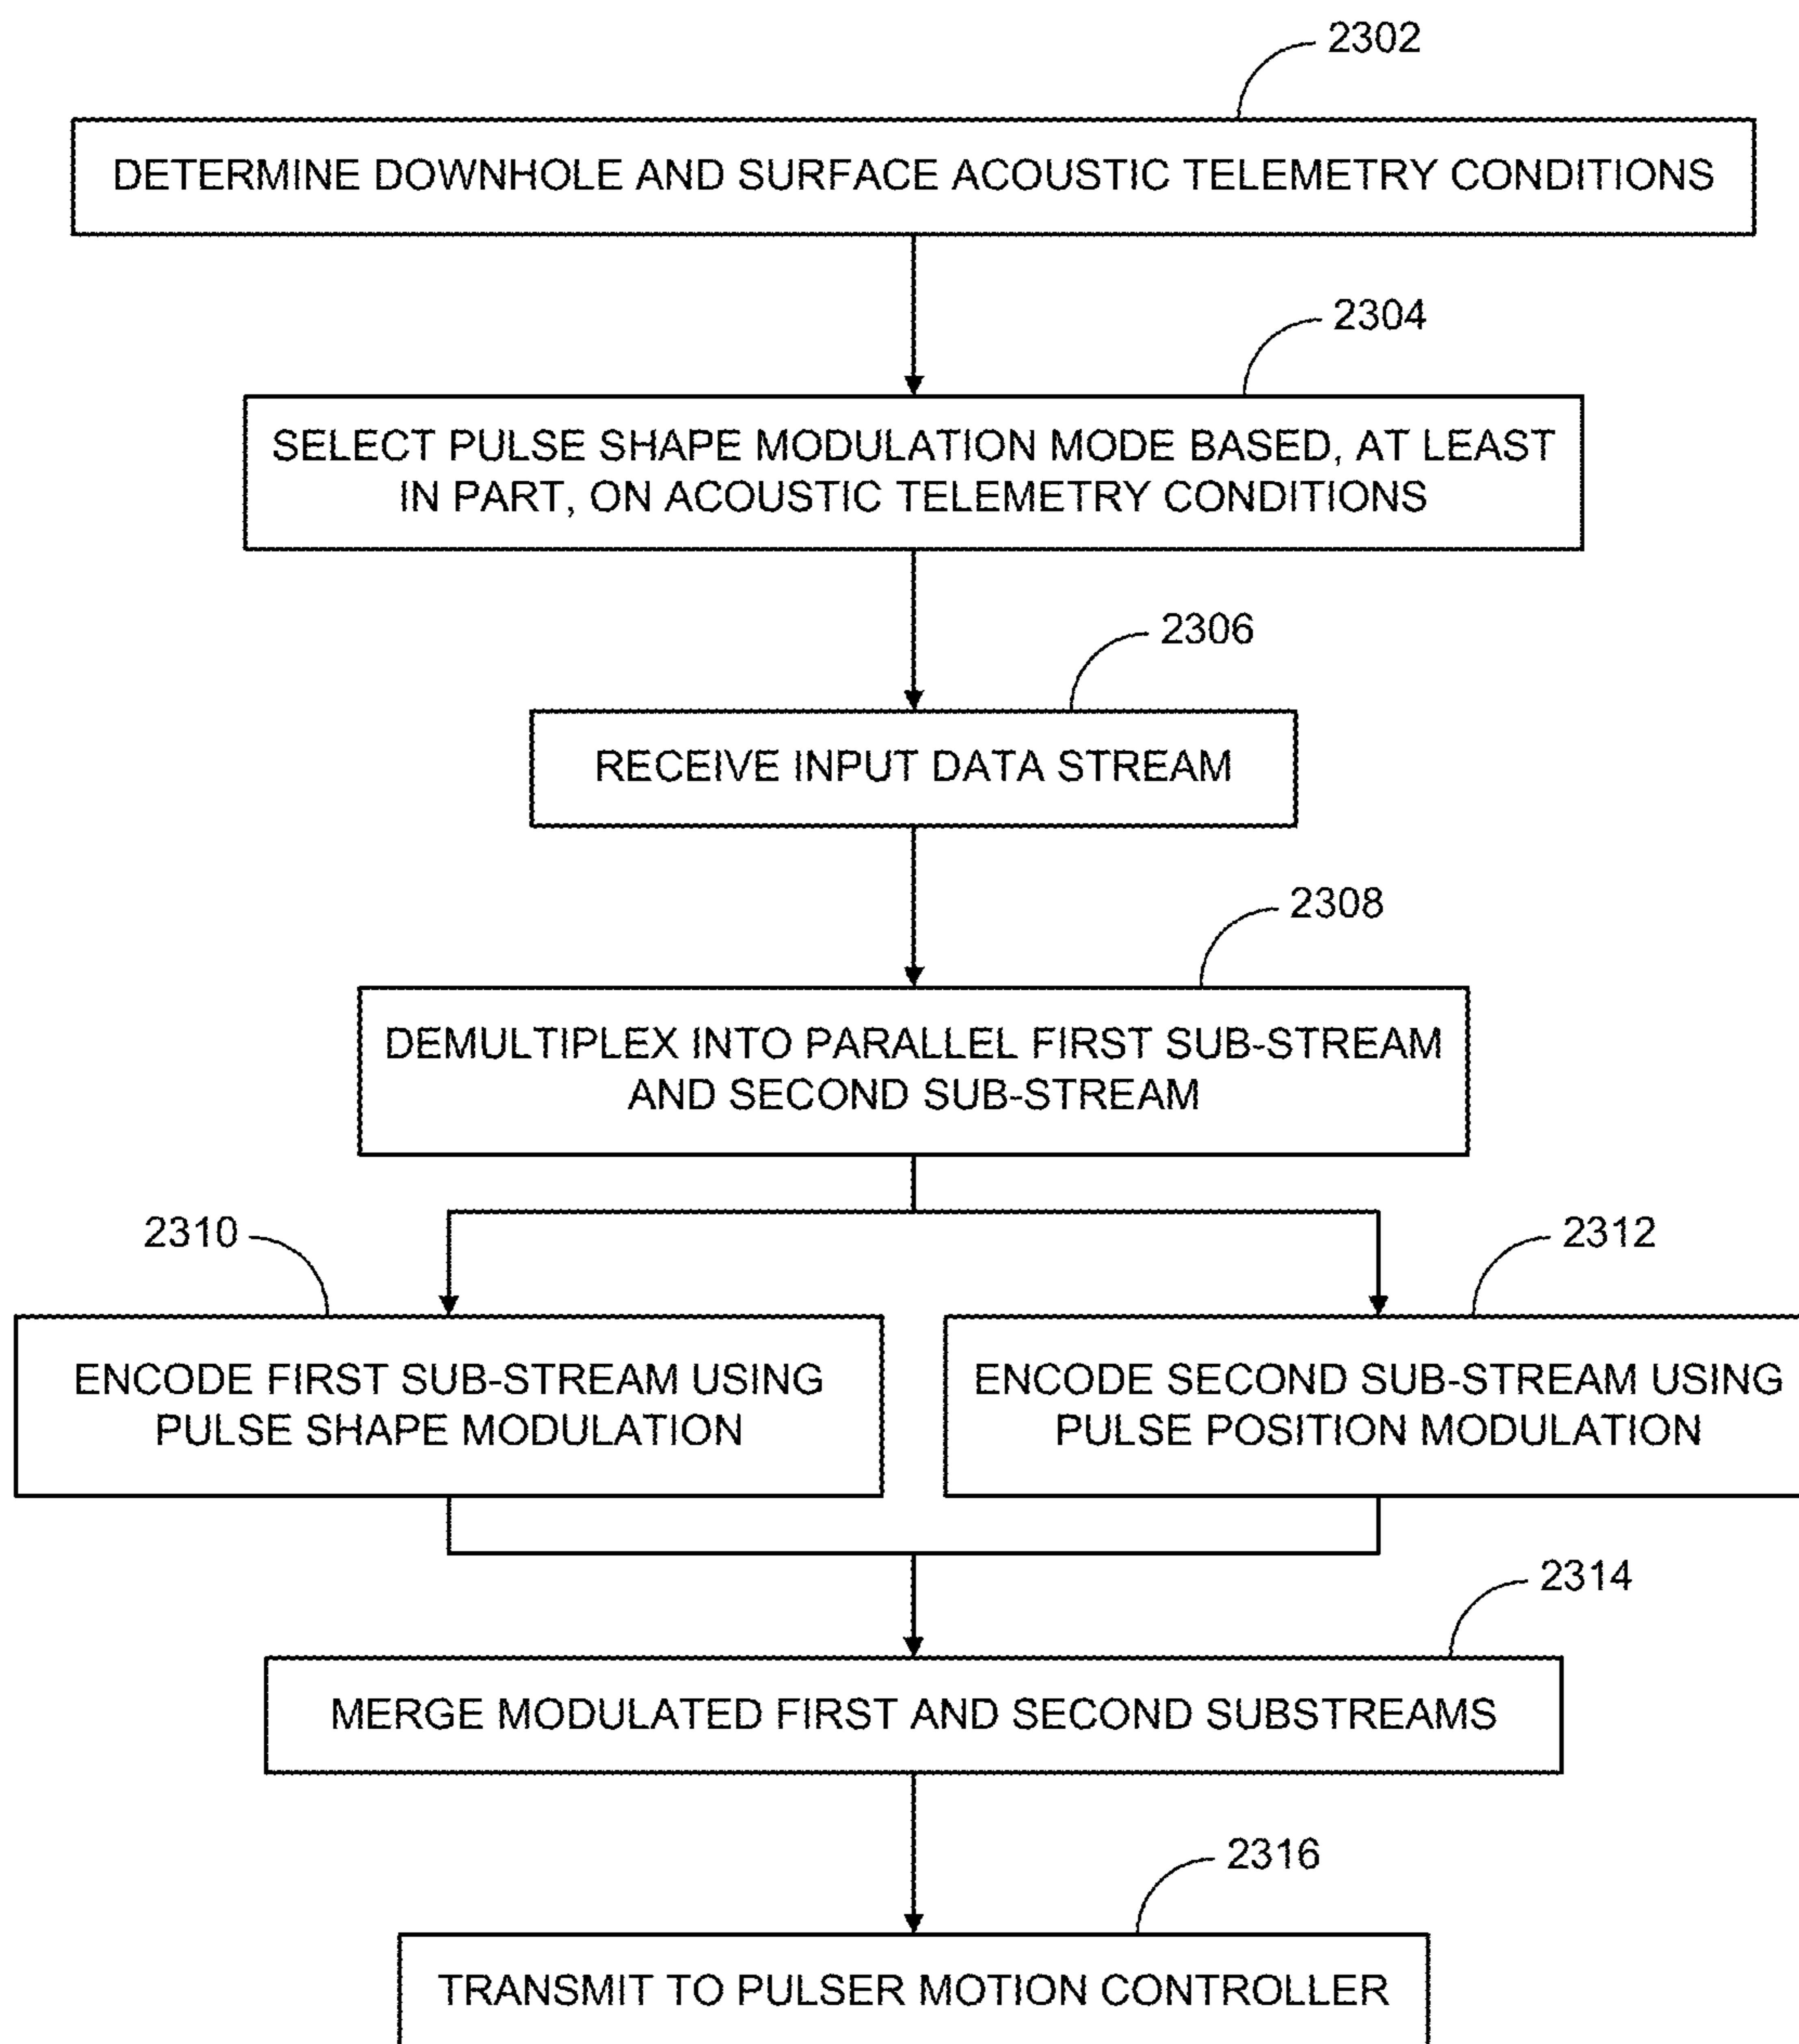 2302
DETERMINE DOWNHOLE AND SURFACE ACOUSTIC TELEMETRY CONDITIONS
2304
SELECT PULSE SHAPE MODULATION MODE BASED, AT LEAST
IN PART, ON ACOUSTIC TELEMETRY CONDITIONS
2306
RECEIVE INPUT DATA STREAM
2308
DEMULTIPLEX INTO PARALLEL FIRST SUB-STREAM
AND SECOND SUB-STREAM
2310
2312
ENCODE FIRST SUB-STREAM USING
PULSE SHAPE MODULATION
ENCODE SECOND SUB-STREAM USING
PULSE POSITION MODULATION
2314
MERGE MODULATED FIRST AND SECOND SUBSTREAMS
2316
TRANSMIT TO PULSER MOTION CONTROLLER